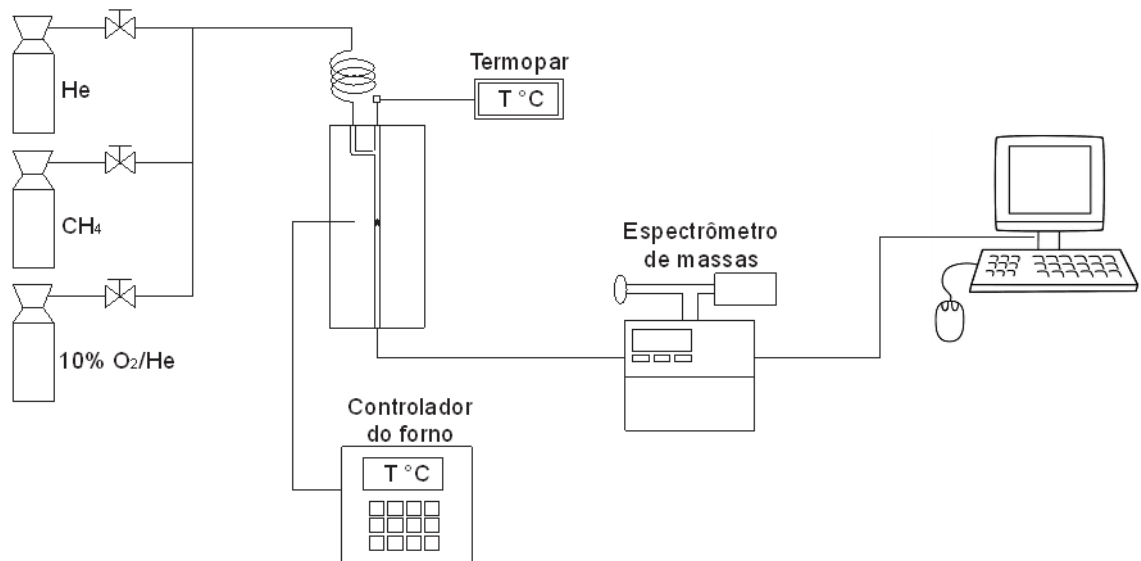 He
CH₄
10% O₂/He
Termopar
T °C
Espectrômetro
de massas
Controlador
do forno
T °C